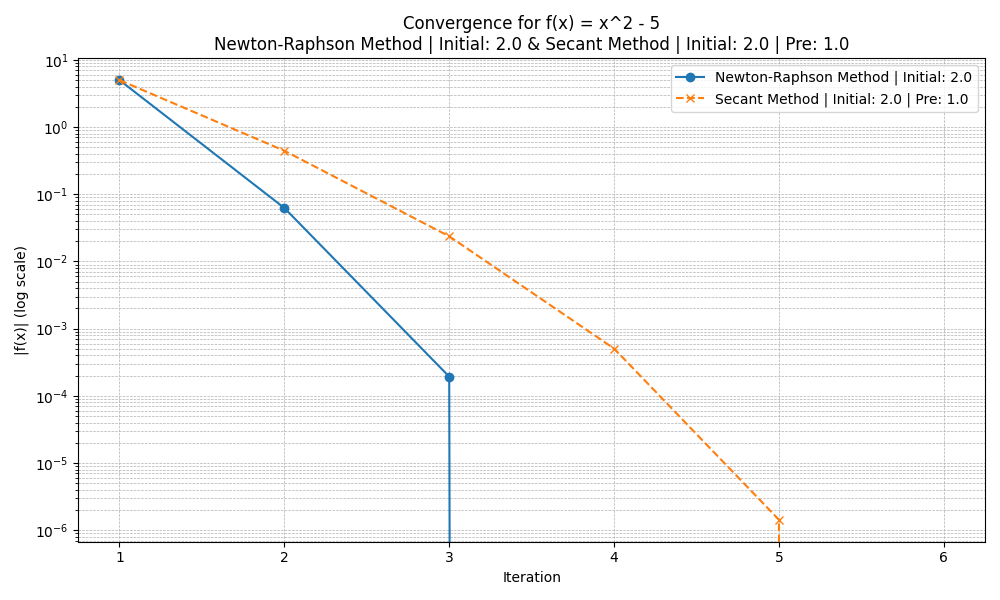 Convergence for f(x) = x^2 - 5
Newton-Raphson Method | Initial: 2.0 & Secant Method | Initial: 2.0 | Pre: 1.0
Newton-Raphson Method | Initial: 2.0
Secant Method | Initial: 2.0 | Pre: 1.0
|f(x)| (log scale)
10^1
10^0
10^-1
10^-2
10^-3
10^-4
10^-5
10^-6
1 2 3 4 5 6
Iteration